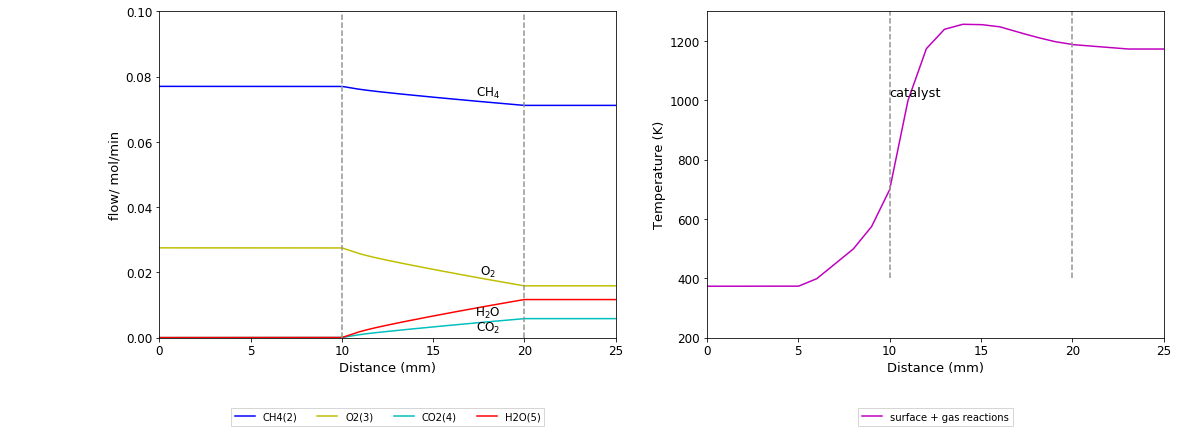 0.10
0.08
0.06
0.04
0.02
0.00
flow/ mol/min
CH4
O2
H2O
CO2
0 5 10 15 20 25
Distance (mm)
CH4(2) O2(3) CO2(4) H2O(5)
1200
1000
800
600
400
200
Temperature (K)
catalyst
0 5 10 15 20 25
Distance (mm)
surface + gas reactions